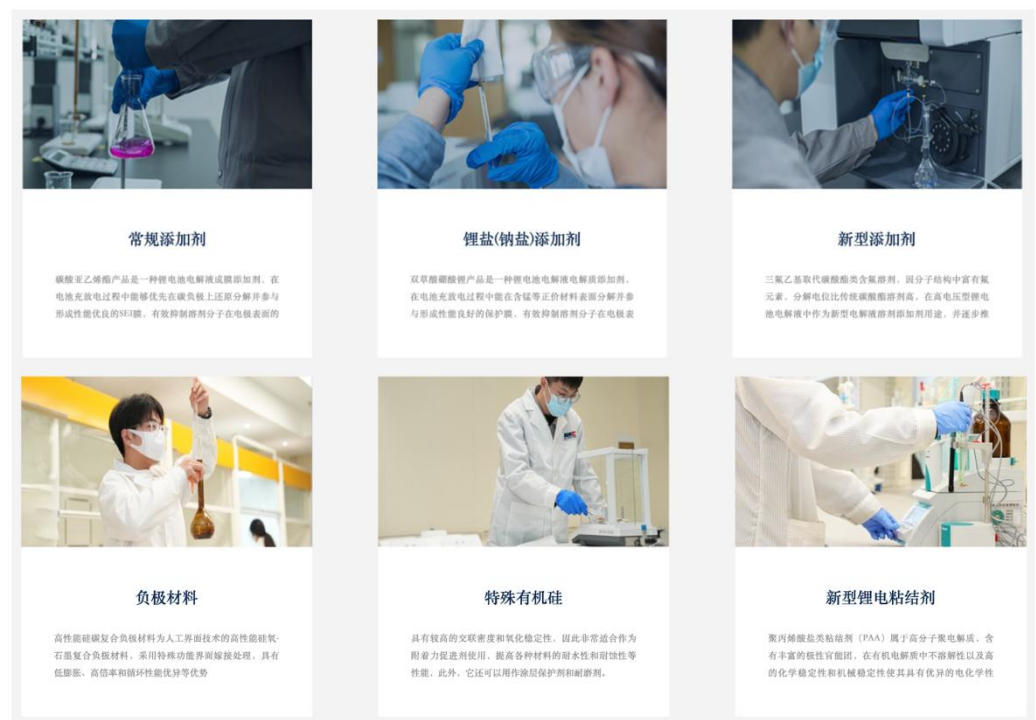 常规添加剂
碳酸亚乙烯酯产品是一种锂电池电解液成膜添加剂，在
电池充放电过程中能够优先在碳负极上还原分解并参与
形成性能优良的SEI膜，有效抑制溶剂分子在电极表面的
锂盐(钠盐)添加剂
双草酸硼酸锂产品是一种锂电池电解液电解质添加剂，
在电池充放电过程中能在含锰等正价材料表面分解并参
与形成性能良好的保护膜，有效抑制溶剂分子在电极表
新型添加剂
三氟乙基取代碳酸酯类含氟溶剂，因分子结构中富有氟
元素，分解电位比传统碳酸酯溶剂高，在高电压型锂电
池电解液中作为新型电解液溶剂添加剂用途，并逐步推
负极材料
高性能硅碳复合负极材料为人工界面技术的高性能硅氧-
石墨复合负极材料，采用特殊功能界面嫁接处理，具有
低膨胀、高倍率和循环性能优异等优势
特殊有机硅
具有较高的交联密度和氧化稳定性，因此非常适合作为
附着力促进剂使用，提高各种材料的耐水性和耐蚀性等
性能，此外，它还可以用作涂层保护剂和耐磨剂。
新型锂电粘结剂
聚丙烯酸盐类粘结剂（PAA）属于高分子聚电解质，含
有丰富的极性官能团，在有机电解质中不溶解性以及高
的化学稳定性和机械稳定性使其具有优异的电化学性